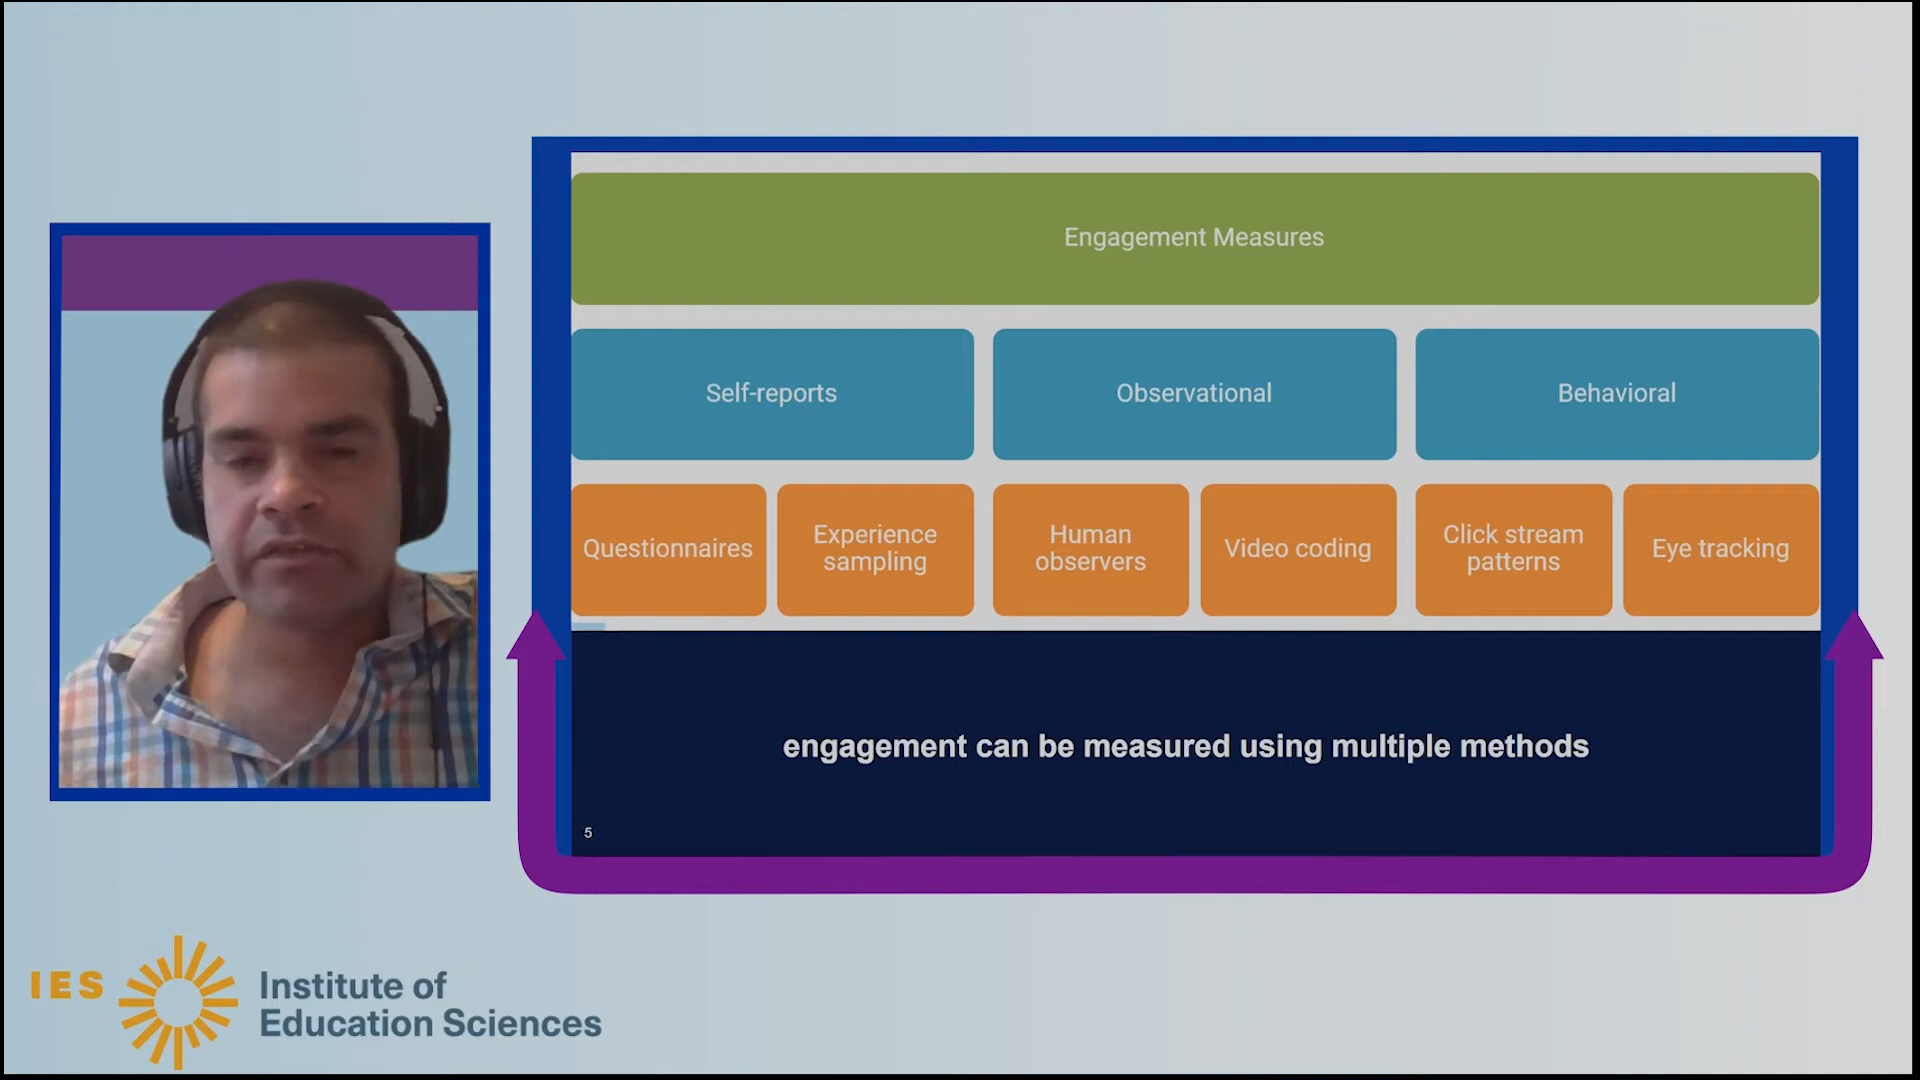 Engagement Measures
Self-reports
Observational
Behavioral
Questionnaires
Experience
sampling
Human
observers
Video coding
Click stream
patterns
Eye tracking
engagement can be measured using multiple methods
5
IES
Institute of
Education Sciences